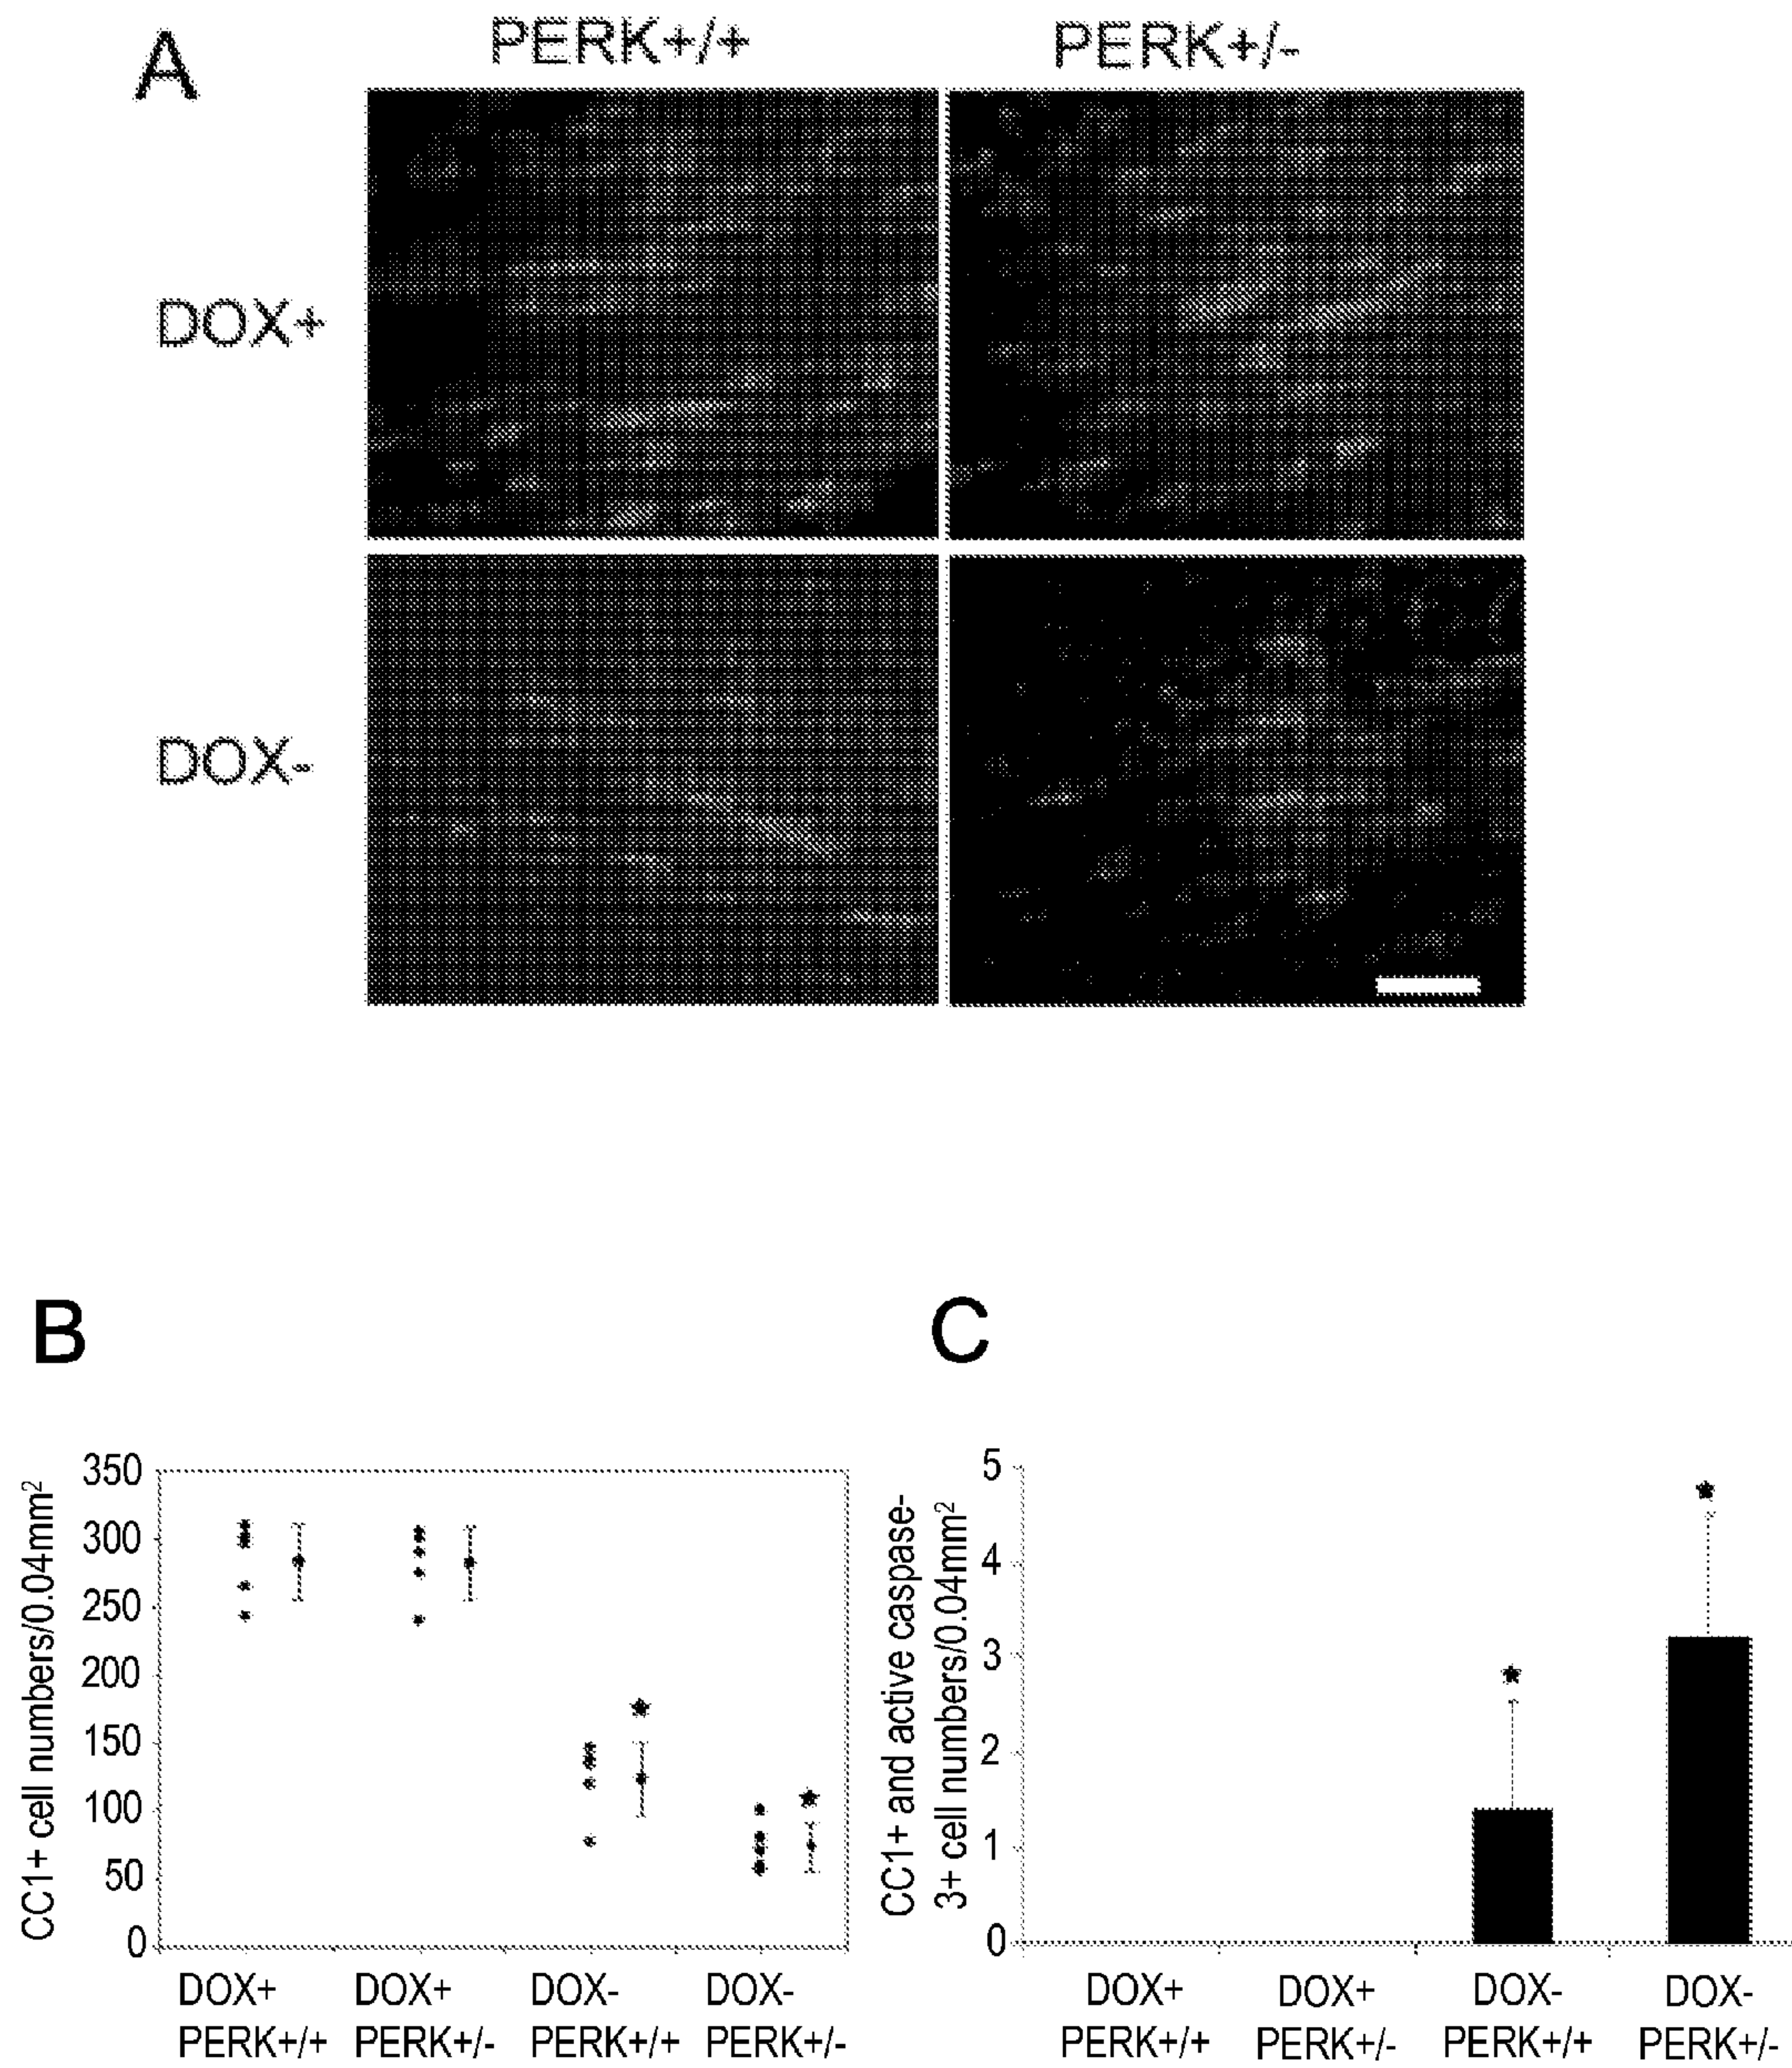 A
PERK+/+
PERK+/-
DOX+
DOX-
B
CC1+ cell numbers/0.04mm²
350
300
250
200
150
100
50
0
DOX+
PERK+/+
DOX+
PERK+/-
DOX-
PERK+/+
DOX-
PERK+/-
C
CC1+ and active caspase-
3+ cell numbers/0.04mm²
5
4
3
2
1
0
DOX+
PERK+/+
DOX+
PERK+/-
DOX-
PERK+/+
DOX-
PERK+/-